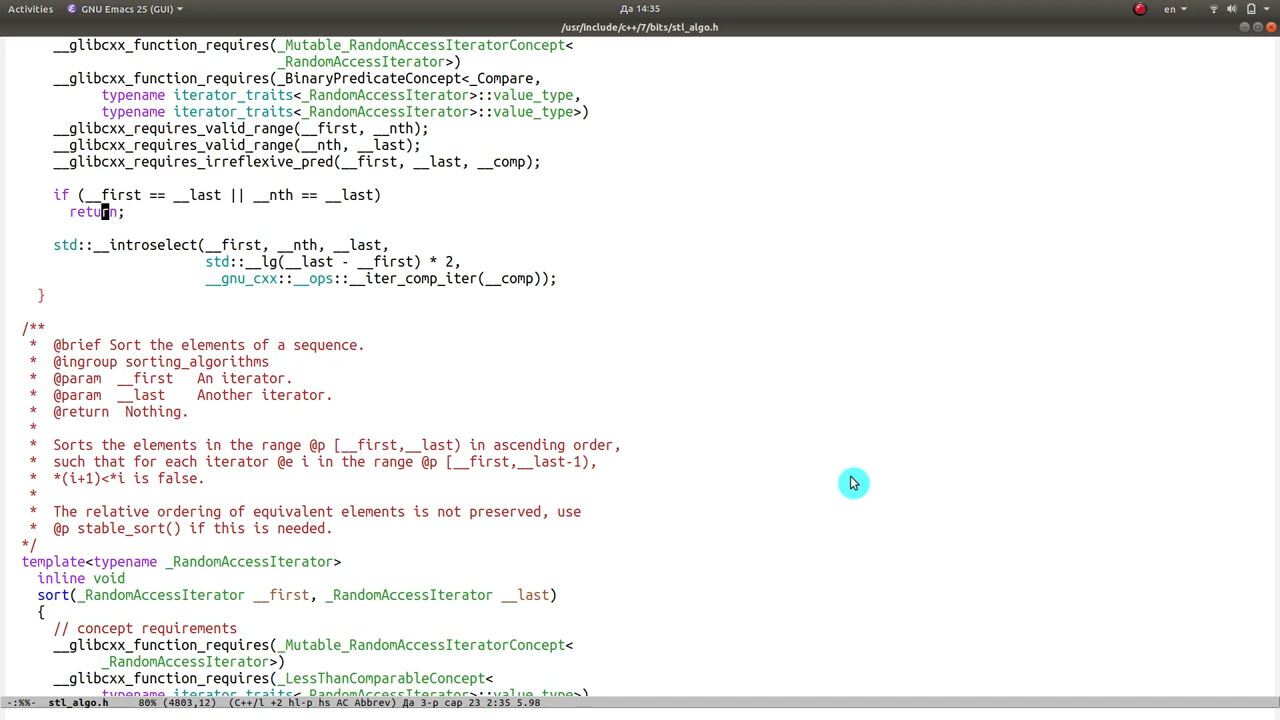 Activities GNU Emacs 25 (GUI) Да 14:35 en
/usr/include/c++/7/bits/stl_algo.h
__glibcxx_function_requires(_Mutable_RandomAccessIteratorConcept<
_RandomAccessIterator>)
__glibcxx_function_requires(_BinaryPredicateConcept<_Compare,
typename iterator_traits<_RandomAccessIterator>::value_type,
typename iterator_traits<_RandomAccessIterator>::value_type>)
__glibcxx_requires_valid_range(__first, __nth);
__glibcxx_requires_valid_range(__nth, __last);
__glibcxx_requires_irreflexive_pred(__first, __last, __comp);
if (__first == __last || __nth == __last)
return;
std::__introselect(__first, __nth, __last,
std::__lg(__last - __first) * 2,
__gnu_cxx::__ops::__iter_comp_iter(__comp));
}
/**
* @brief Sort the elements of a sequence.
* @ingroup sorting_algorithms
* @param __first An iterator.
* @param __last Another iterator.
* @return Nothing.
*
* Sorts the elements in the range @p [__first,__last) in ascending order,
* such that for each iterator @e i in the range @p [__first,__last-1),
* *(i+1)<*i is false.
*
* The relative ordering of equivalent elements is not preserved, use
* @p stable_sort() if this is needed.
*/
template<typename _RandomAccessIterator>
inline void
sort(_RandomAccessIterator __first, _RandomAccessIterator __last)
{
// concept requirements
__glibcxx_function_requires(_Mutable_RandomAccessIteratorConcept<
_RandomAccessIterator>)
__glibcxx_function_requires(_LessThanComparableConcept<
typename iterator_traits<_RandomAccessIterator>::value_type>)
-:%%- stl_algo.h 80% (4803,12) (C++/l +2 hl-p hs AC Abbrev) Да 3-р сар 23 2:35 5.98